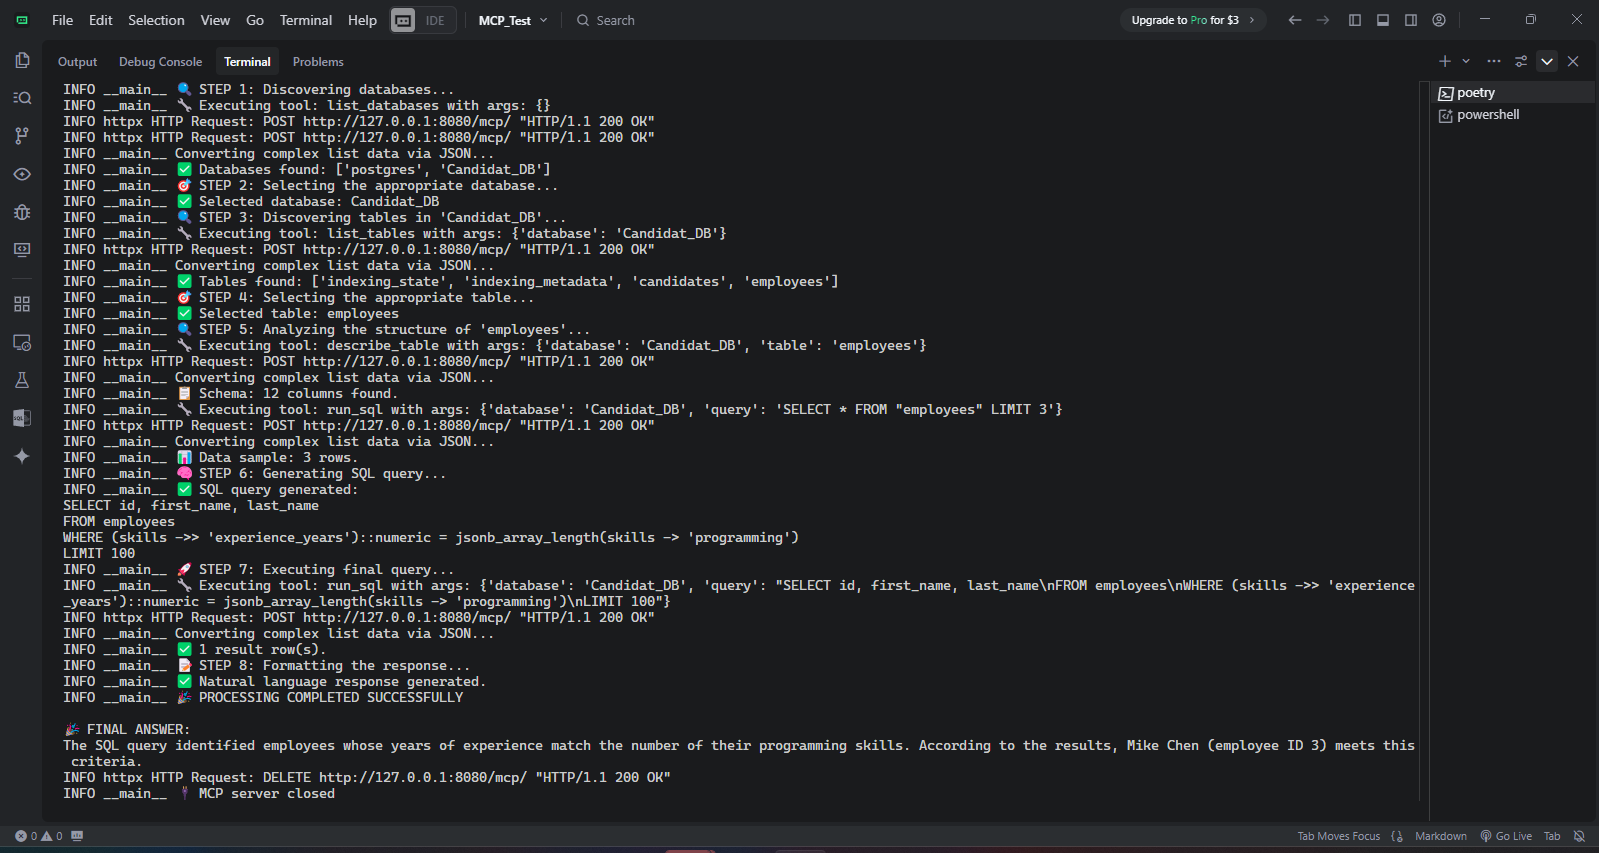 File Edit Selection View Go Terminal Help IDE MCP_Test Search Upgrade to Pro for $3
Output Debug Console Terminal Problems
poetry
powershell
INFO __main__ 🔍 STEP 1: Discovering databases...
INFO __main__ 🔧 Executing tool: list_databases with args: {}
INFO httpx HTTP Request: POST http://127.0.0.1:8080/mcp/ "HTTP/1.1 200 OK"
INFO httpx HTTP Request: POST http://127.0.0.1:8080/mcp/ "HTTP/1.1 200 OK"
INFO __main__ Converting complex list data via JSON...
INFO __main__ ✅ Databases found: ['postgres', 'Candidat_DB']
INFO __main__ 🎯 STEP 2: Selecting the appropriate database...
INFO __main__ ✅ Selected database: Candidat_DB
INFO __main__ 🔍 STEP 3: Discovering tables in 'Candidat_DB'...
INFO __main__ 🔧 Executing tool: list_tables with args: {'database': 'Candidat_DB'}
INFO httpx HTTP Request: POST http://127.0.0.1:8080/mcp/ "HTTP/1.1 200 OK"
INFO __main__ Converting complex list data via JSON...
INFO __main__ ✅ Tables found: ['indexing_state', 'indexing_metadata', 'candidates', 'employees']
INFO __main__ 🎯 STEP 4: Selecting the appropriate table...
INFO __main__ ✅ Selected table: employees
INFO __main__ 🔍 STEP 5: Analyzing the structure of 'employees'...
INFO __main__ 🔧 Executing tool: describe_table with args: {'database': 'Candidat_DB', 'table': 'employees'}
INFO httpx HTTP Request: POST http://127.0.0.1:8080/mcp/ "HTTP/1.1 200 OK"
INFO __main__ Converting complex list data via JSON...
INFO __main__ 📋 Schema: 12 columns found.
INFO __main__ 🔧 Executing tool: run_sql with args: {'database': 'Candidat_DB', 'query': 'SELECT * FROM "employees" LIMIT 3'}
INFO httpx HTTP Request: POST http://127.0.0.1:8080/mcp/ "HTTP/1.1 200 OK"
INFO __main__ Converting complex list data via JSON...
INFO __main__ 📊 Data sample: 3 rows.
INFO __main__ 🧠 STEP 6: Generating SQL query...
INFO __main__ ✅ SQL query generated:
SELECT id, first_name, last_name
FROM employees
WHERE (skills ->> 'experience_years')::numeric = jsonb_array_length(skills -> 'programming')
LIMIT 100
INFO __main__ 🚀 STEP 7: Executing final query...
INFO __main__ 🔧 Executing tool: run_sql with args: {'database': 'Candidat_DB', 'query': "SELECT id, first_name, last_name\nFROM employees\nWHERE (skills ->> 'experience
_years')::numeric = jsonb_array_length(skills -> 'programming')\nLIMIT 100"}
INFO httpx HTTP Request: POST http://127.0.0.1:8080/mcp/ "HTTP/1.1 200 OK"
INFO __main__ Converting complex list data via JSON...
INFO __main__ ✅ 1 result row(s).
INFO __main__ 📝 STEP 8: Formatting the response...
INFO __main__ ✅ Natural language response generated.
INFO __main__ 🎉 PROCESSING COMPLETED SUCCESSFULLY
🎉 FINAL ANSWER:
The SQL query identified employees whose years of experience match the number of their programming skills. According to the results, Mike Chen (employee ID 3) meets this
criteria.
INFO httpx HTTP Request: DELETE http://127.0.0.1:8080/mcp/ "HTTP/1.1 200 OK"
INFO __main__ 🔌 MCP server closed
0 0 Tab Moves Focus Markdown Go Live Tab